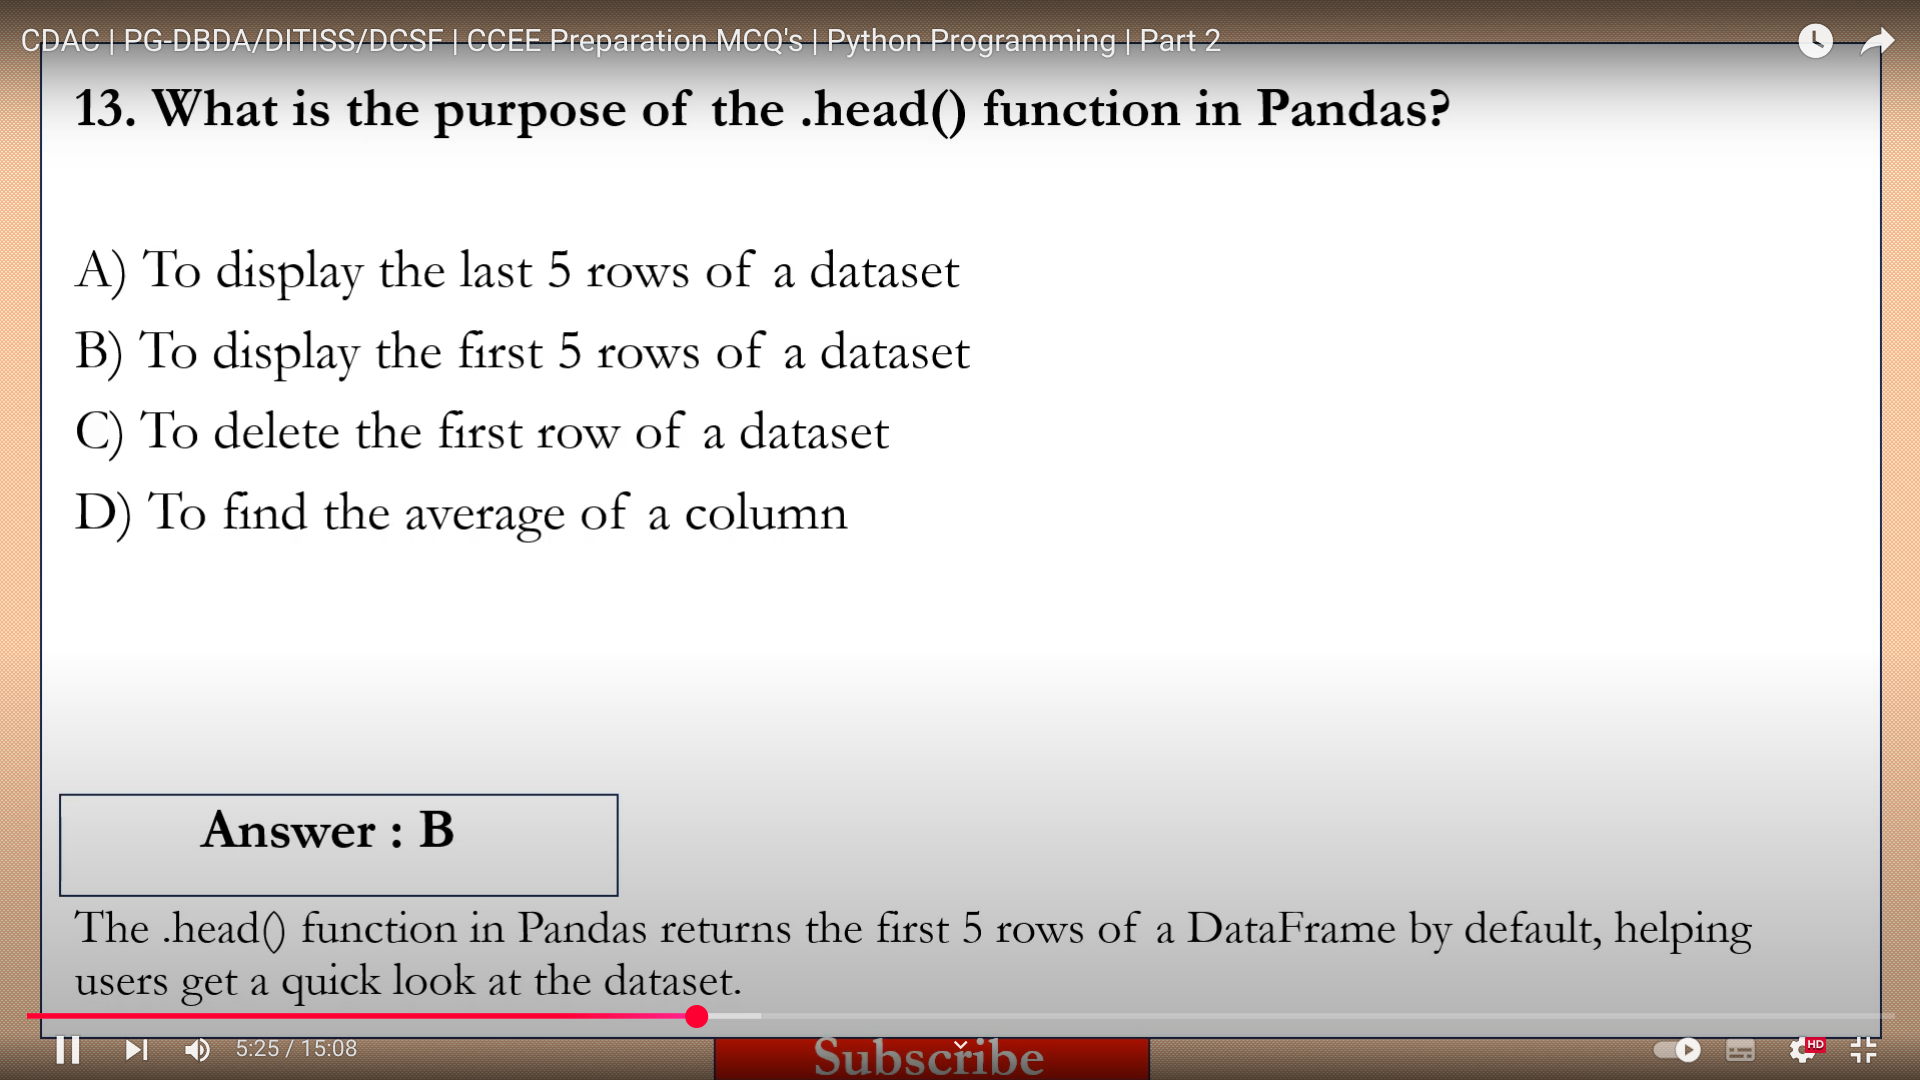 CDAC | PG-DBDA/DITISS/DCSF | CCEE Preparation MCQ's | Python Programming | Part 2
13. What is the purpose of the .head() function in Pandas?
A) To display the last 5 rows of a dataset
B) To display the first 5 rows of a dataset
C) To delete the first row of a dataset
D) To find the average of a column
Answer : B
The .head() function in Pandas returns the first 5 rows of a DataFrame by default, helping
users get a quick look at the dataset.
5:25 / 15:08
Subscribe
HD